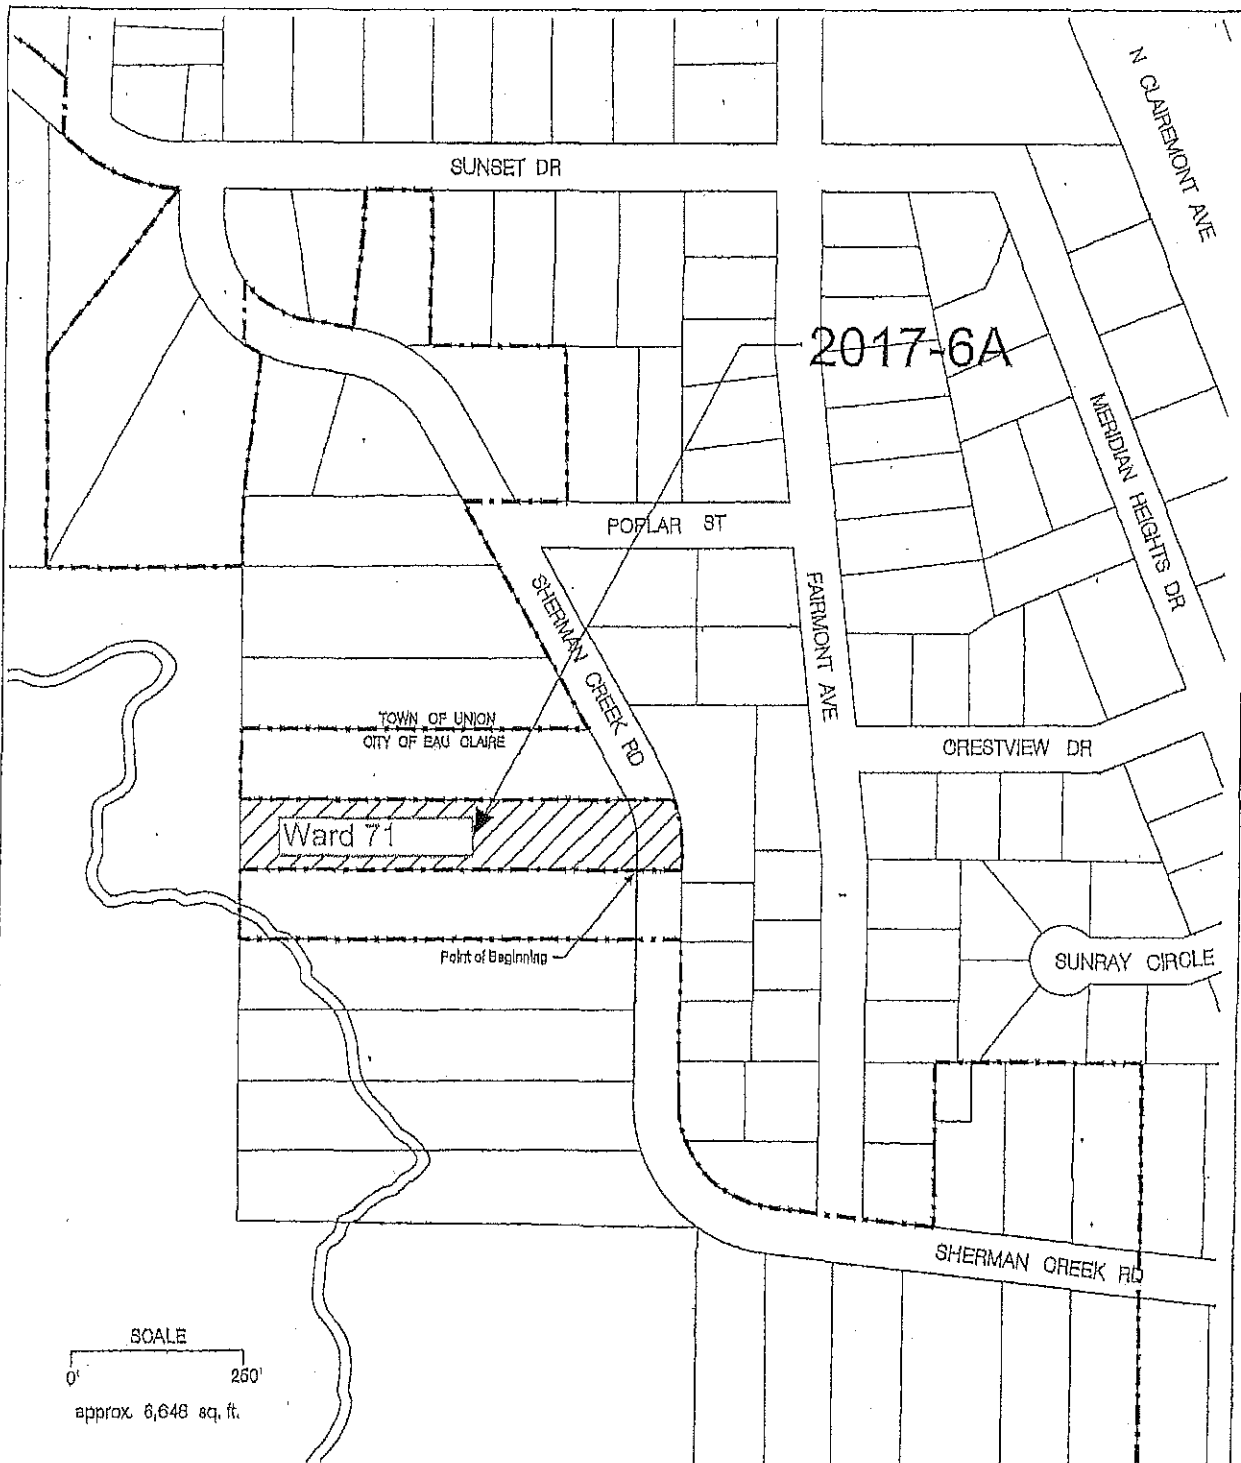 N CLAIREMONT AVE
SUNSET DR
2017-6A
MERIDIAN HEIGHTS DR
POPLAR ST
SHERMAN CREEK RD
FAIRMONT AVE
TOWN OF UNION
CITY OF EAU CLAIRE
CRESTVIEW DR
Ward 71
Point of Beginning
SUNRAY CIRCLE
SHERMAN CREEK RD
SCALE
0' 250'
approx. 6,646 sq. ft.